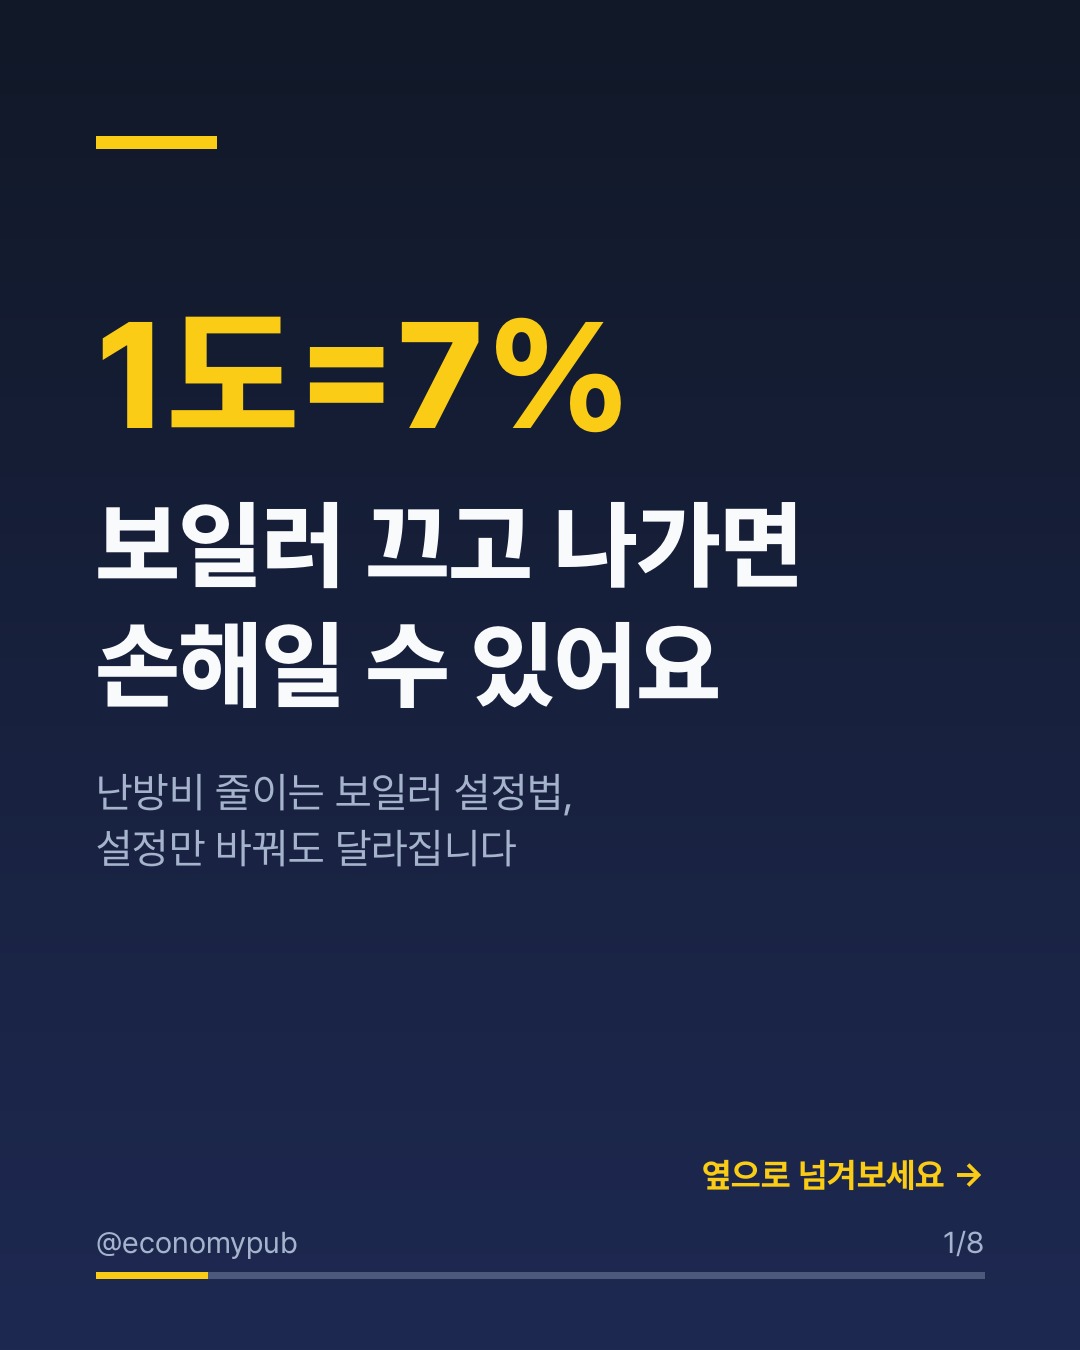 1도=7%
보일러 끄고 나가면
손해일 수 있어요
난방비 줄이는 보일러 설정법,
설정만 바꿔도 달라집니다
옆으로 넘겨보세요 →
@economypub
1/8